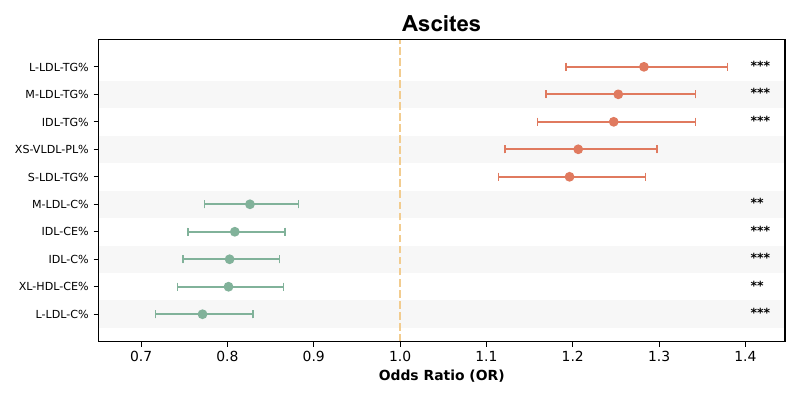 Ascites
L-LDL-TG% ***
M-LDL-TG% ***
IDL-TG% ***
XS-VLDL-PL%
S-LDL-TG%
M-LDL-C% **
IDL-CE% ***
IDL-C% ***
XL-HDL-CE% **
L-LDL-C% ***
0.7 0.8 0.9 1.0 1.1 1.2 1.3 1.4
Odds Ratio (OR)